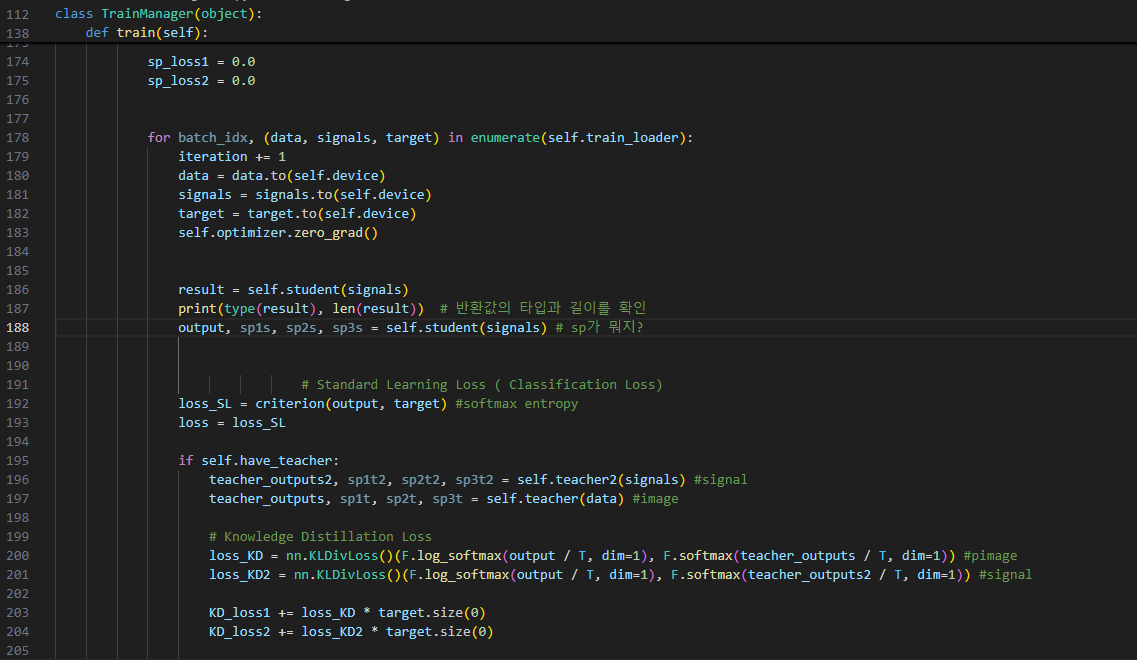 112 class TrainManager(object):
138 def train(self):
174 sp_loss1 = 0.0
175 sp_loss2 = 0.0
176
177
178 for batch_idx, (data, signals, target) in enumerate(self.train_loader):
179 iteration += 1
180 data = data.to(self.device)
181 signals = signals.to(self.device)
182 target = target.to(self.device)
183 self.optimizer.zero_grad()
184
185
186 result = self.student(signals)
187 print(type(result), len(result)) # 반환값의 타입과 길이를 확인
188 output, sp1s, sp2s, sp3s = self.student(signals) # sp가 뭐지?
189
190
191 # Standard Learning Loss ( Classification Loss)
192 loss_SL = criterion(output, target) #softmax entropy
193 loss = loss_SL
194
195 if self.have_teacher:
196 teacher_outputs2, sp1t2, sp2t2, sp3t2 = self.teacher2(signals) #signal
197 teacher_outputs, sp1t, sp2t, sp3t = self.teacher(data) #image
198
199 # Knowledge Distillation Loss
200 loss_KD = nn.KLDivLoss()(F.log_softmax(output / T, dim=1), F.softmax(teacher_outputs / T, dim=1)) #pimage
201 loss_KD2 = nn.KLDivLoss()(F.log_softmax(output / T, dim=1), F.softmax(teacher_outputs2 / T, dim=1)) #signal
202
203 KD_loss1 += loss_KD * target.size(0)
204 KD_loss2 += loss_KD2 * target.size(0)
205